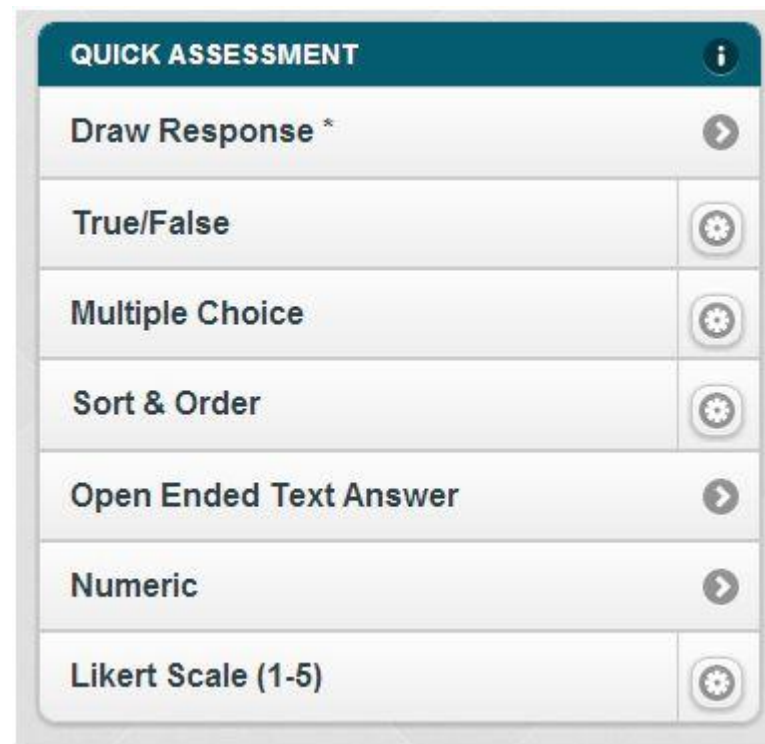 QUICK ASSESSMENT
Draw Response *
True/False
Multiple Choice
Sort & Order
Open Ended Text Answer
Numeric
Likert Scale (1-5)